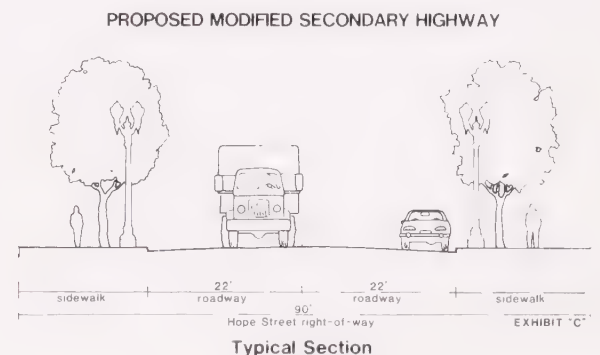 PROPOSED MODIFIED SECONDARY HIGHWAY
22' 22'
sidewalk roadway roadway sidewalk
90'
Hope Street right-of-way EXHIBIT "C"
Typical Section